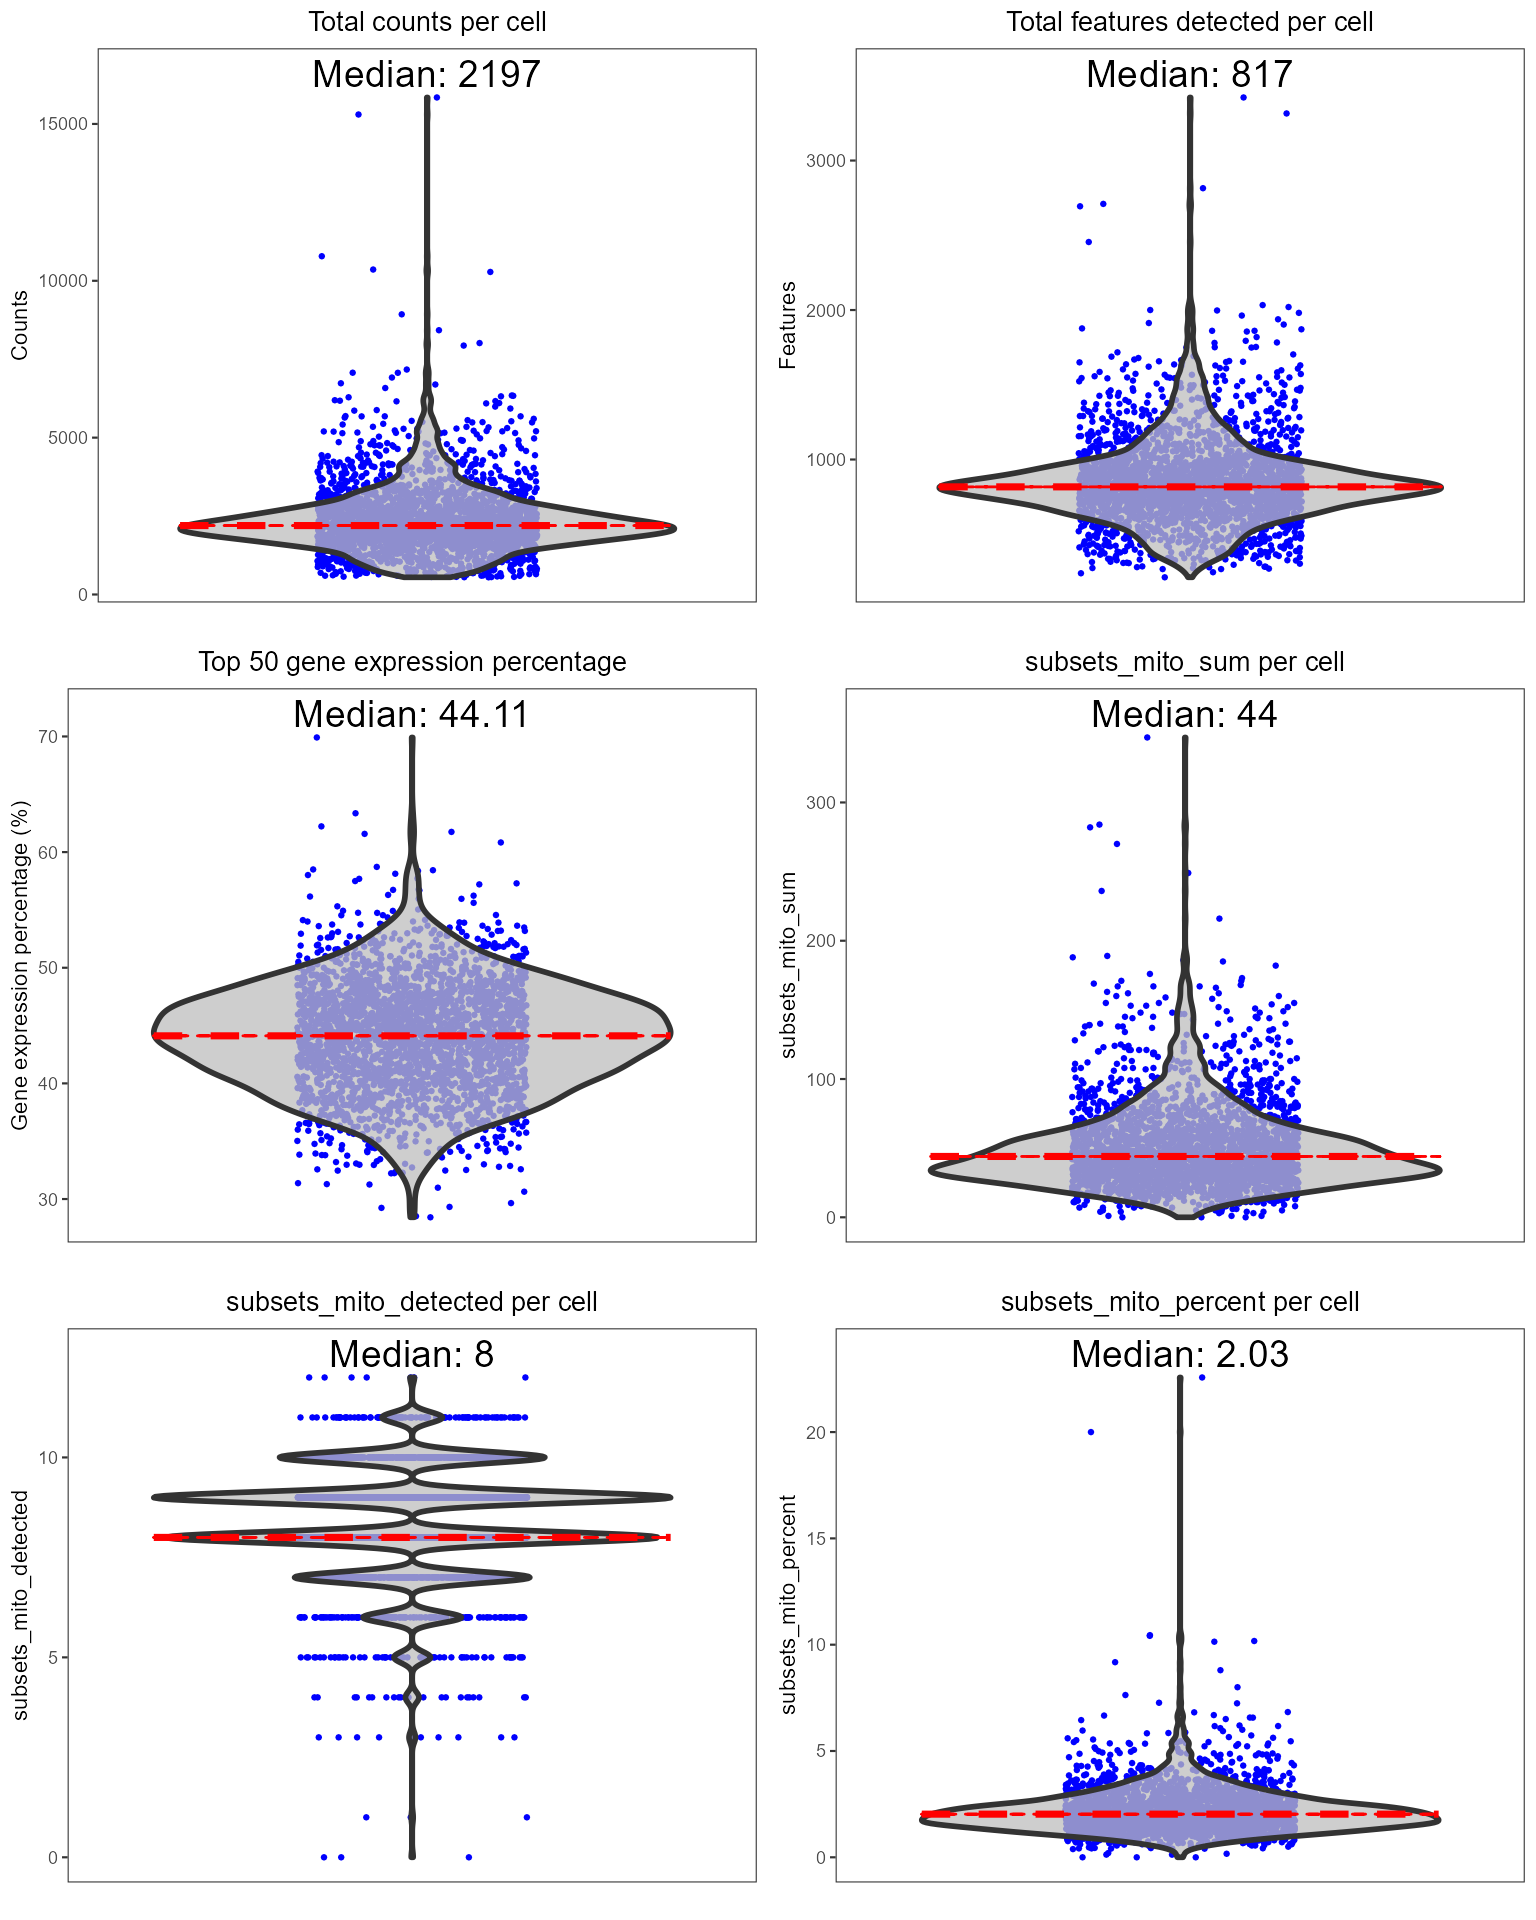 Total counts per cell
Median: 2197
Counts
15000
10000
5000
0
Total features detected per cell
Median: 817
Features
3000
2000
1000
Top 50 gene expression percentage
Median: 44.11
Gene expression percentage (%)
70
60
50
40
30
subsets_mito_sum per cell
Median: 44
subsets_mito_sum
300
200
100
0
subsets_mito_detected per cell
Median: 8
subsets_mito_detected
10
5
0
subsets_mito_percent per cell
Median: 2.03
subsets_mito_percent
20
15
10
5
0